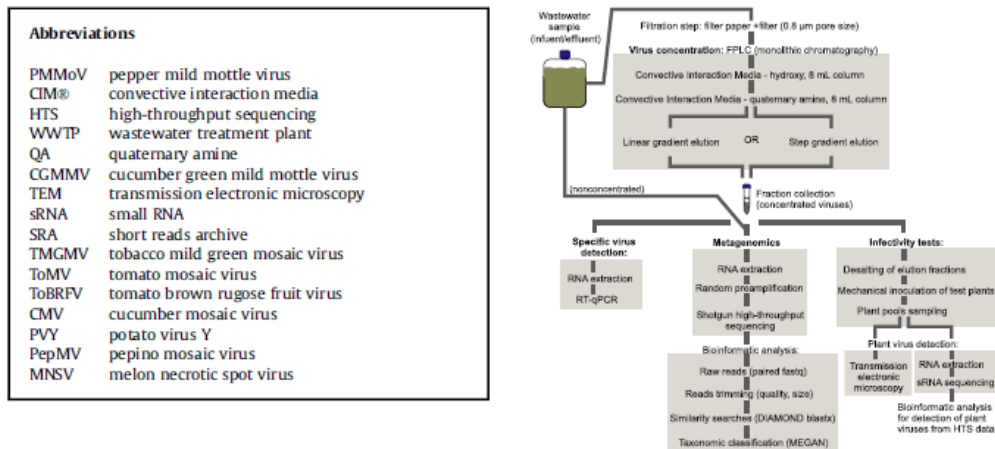 Abbreviations
PMMoV pepper mild mottle virus
CIM® convective interaction media
HTS high-throughput sequencing
WWTP wastewater treatment plant
QA quaternary amine
CGMMV cucumber green mild mottle virus
TEM transmission electronic microscopy
sRNA small RNA
SRA short reads archive
TMGMV tobacco mild green mosaic virus
ToMV tomato mosaic virus
ToBRFV tomato brown rugose fruit virus
CMV cucumber mosaic virus
PVY potato virus Y
PepMV pepino mosaic virus
MNSV melon necrotic spot virus
Wastewater
sample
(infuent/effluent)
Filtration step: filter paper +filter (0.8 µm pore size)
Virus concentration: FPLC (monolithic chromatography)
Convective Interaction Media - hydroxy, 8 mL column
Convective Interaction Media - quaternary amine, 8 mL column
Linear gradient elution
OR
Step gradient elution
(nonconcentrated)
Fraction collection
(concentrated viruses)
Specific virus
detection:
RNA extraction
RT-qPCR
Metagenomics
RNA extraction
Random preamplification
Shotgun high-throughput
sequencing
Bioinformatic analysis:
Raw reads (paired fastq)
Reads trimming (quality, size)
Similarity searches (DIAMOND blastx)
Taxonomic classification (MEGAN)
Infectivity tests:
Desalting of elution fractions
Mechanical inoculation of test plants
Plant pools sampling
Plant virus detection:
Transmission
electronic
microscopy
RNA extraction
sRNA sequencing
Bioinformatic analysis
for detection of plant
viruses from HTS data